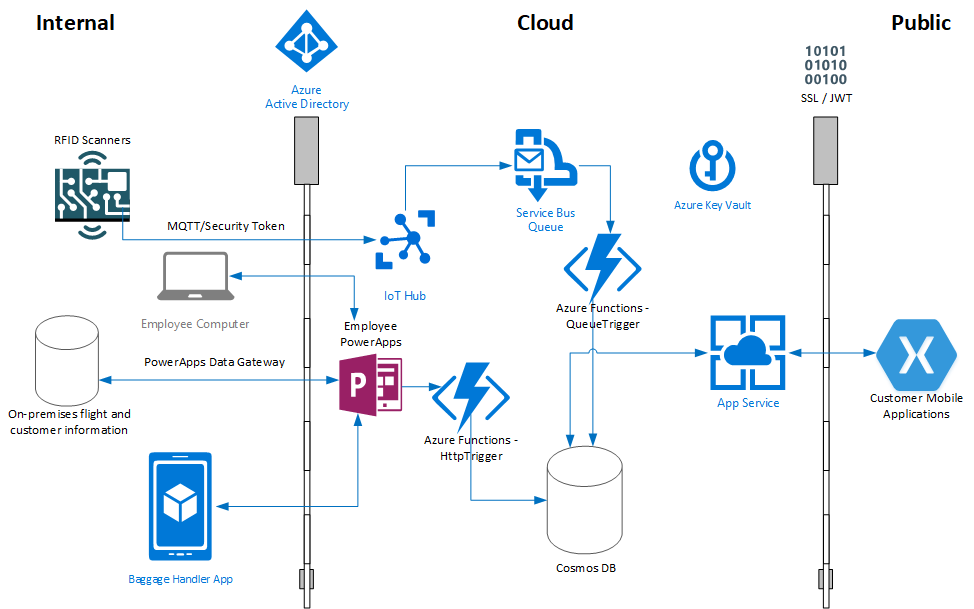 Internal
Cloud
Public
10101
01010
00100
SSL / JWT
Azure
Active Directory
RFID Scanners
MQTT/Security Token
IoT Hub
Service Bus
Queue
Azure Key Vault
Employee Computer
Employee
PowerApps
Azure Functions -
QueueTrigger
PowerApps Data Gateway
P
On-premises flight and
customer information
Azure Functions -
HttpTrigger
App Service
Customer Mobile
Applications
Cosmos DB
Baggage Handler App